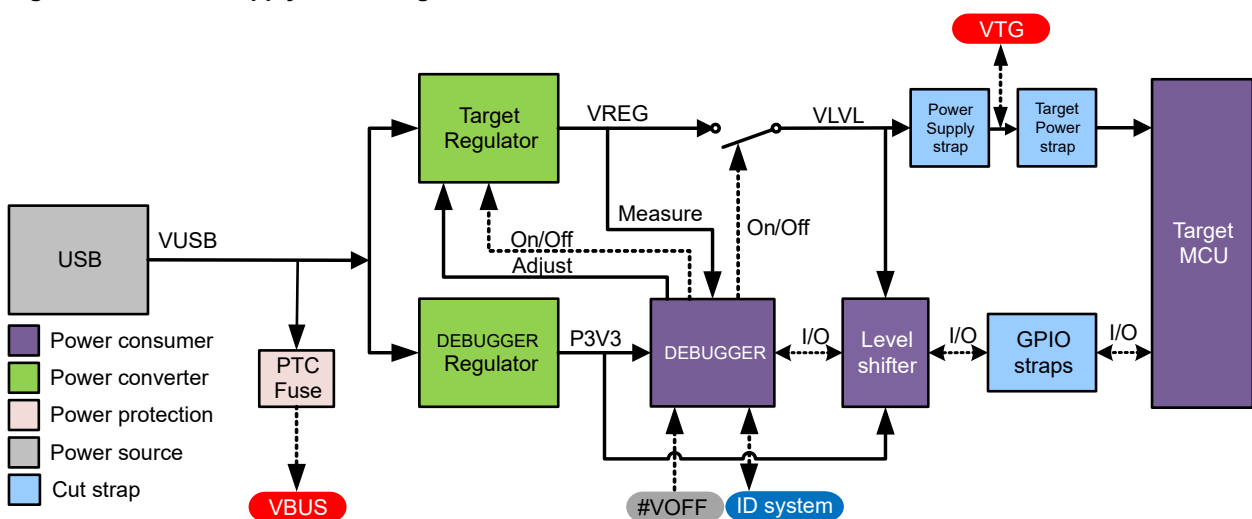 VTG
Target
Regulator
VREG
VLVL
Power
Supply
strap
Target
Power
strap
Measure
On/Off
On/Off
Adjust
USB
VUSB
Target
MCU
Power consumer
Power converter
Power protection
Power source
Cut strap
PTC
Fuse
DEBUGGER
Regulator
P3V3
DEBUGGER
I/O
Level
shifter
I/O
GPIO
straps
I/O
VBUS
#VOFF
ID system